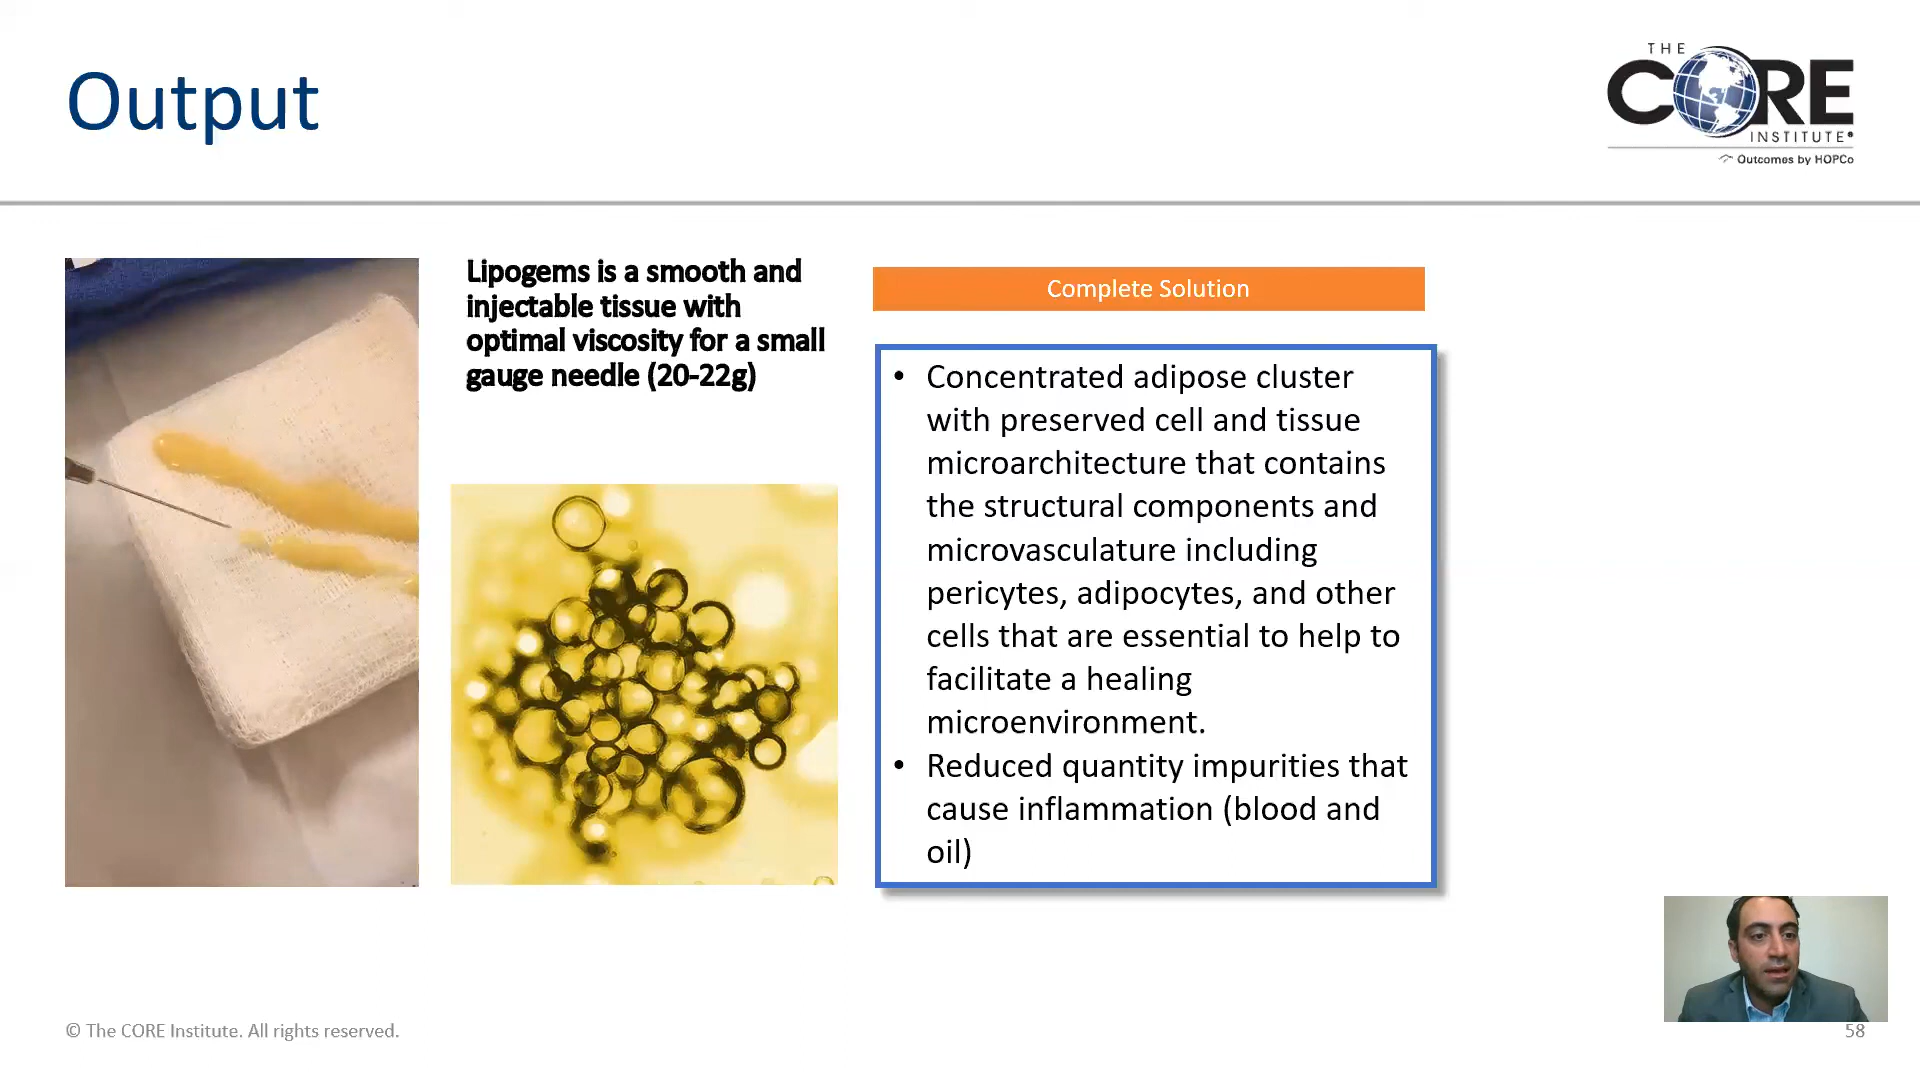 Output
THE
CORE
INSTITUTE
Outcomes by HOPCo
Lipogems is a smooth and
injectable tissue with
optimal viscosity for a small
gauge needle (20-22g)
Complete Solution
• Concentrated adipose cluster
with preserved cell and tissue
microarchitecture that contains
the structural components and
microvasculature including
pericytes, adipocytes, and other
cells that are essential to help to
facilitate a healing
microenvironment.
• Reduced quantity impurities that
cause inflammation (blood and
oil)
© The CORE Institute. All rights reserved.
58